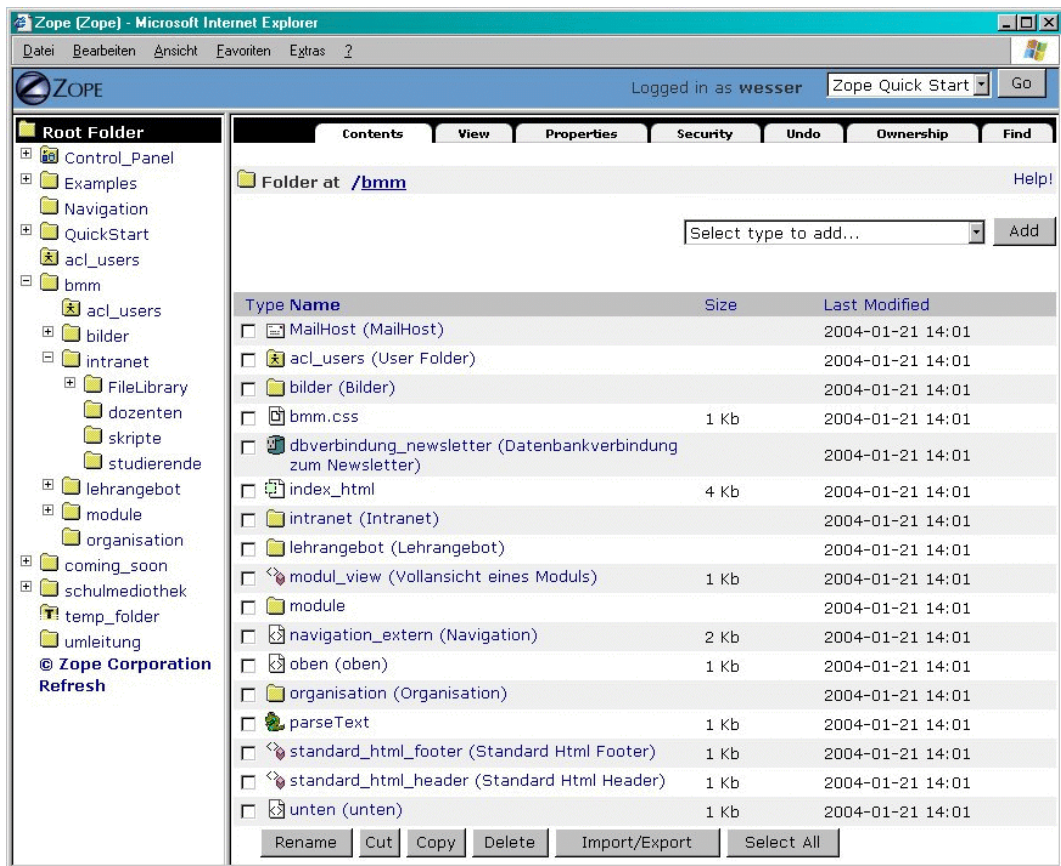 Zope (Zope) - Microsoft Internet Explorer
Datei Bearbeiten Ansicht Favoriten Extras ?
ZOPE Logged in as wesser Zope Quick Start Go
Root Folder
Control_Panel
Examples
Navigation
QuickStart
acl_users
bmm
acl_users
bilder
intranet
FileLibrary
dozenten
skripte
studierende
lehrangebot
module
organisation
coming_soon
schulmediothek
temp_folder
umleitung
© Zope Corporation
Refresh
Contents View Properties Security Undo Ownership Find
Folder at /bmm Help!
Select type to add... Add
Type Name Size Last Modified
MailHost (MailHost) 2004-01-21 14:01
acl_users (User Folder) 2004-01-21 14:01
bilder (Bilder) 2004-01-21 14:01
bmm.css 1 Kb 2004-01-21 14:01
dbverbindung_newsletter (Datenbankverbindung
zum Newsletter) 2004-01-21 14:01
index_html 4 Kb 2004-01-21 14:01
intranet (Intranet) 2004-01-21 14:01
lehrangebot (Lehrangebot) 2004-01-21 14:01
modul_view (Vollansicht eines Moduls) 1 Kb 2004-01-21 14:01
module 2004-01-21 14:01
navigation_extern (Navigation) 2 Kb 2004-01-21 14:01
oben (oben) 1 Kb 2004-01-21 14:01
organisation (Organisation) 2004-01-21 14:01
parseText 1 Kb 2004-01-21 14:01
standard_html_footer (Standard Html Footer) 1 Kb 2004-01-21 14:01
standard_html_header (Standard Html Header) 1 Kb 2004-01-21 14:01
unten (unten) 1 Kb 2004-01-21 14:01
Rename Cut Copy Delete Import/Export Select All